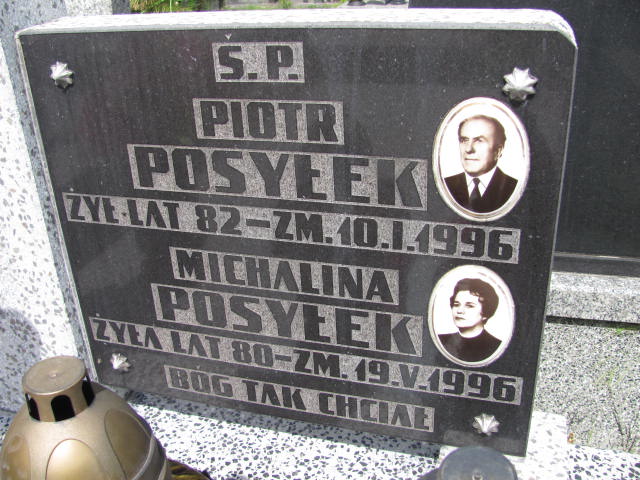 S.P.
PIOTR
POSYŁEK
ŻYŁ·LAT 82–ZM.10.I.1996
MICHALINA
POSYŁEK
ŻYŁA LAT 80–ZM.19.V.1996
BÓG TAK CHCIAŁ